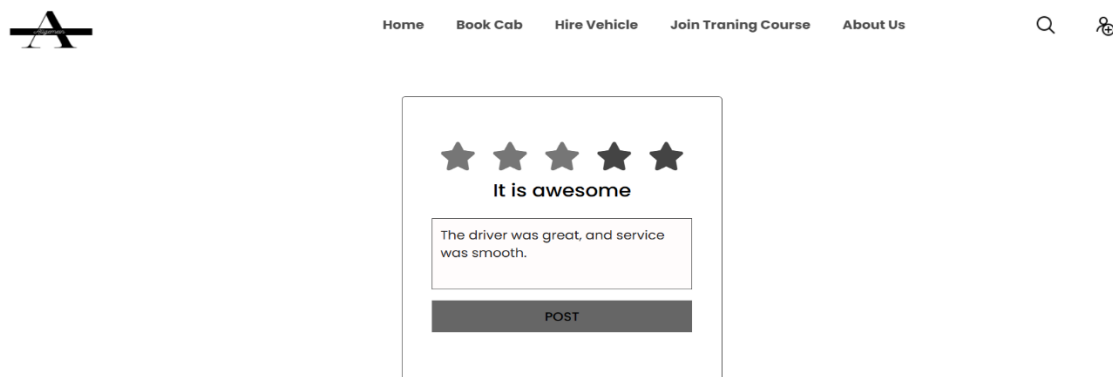 A
Home Book Cab Hire Vehicle Join Traning Course About Us
It is awesome
The driver was great, and service
was smooth.
POST